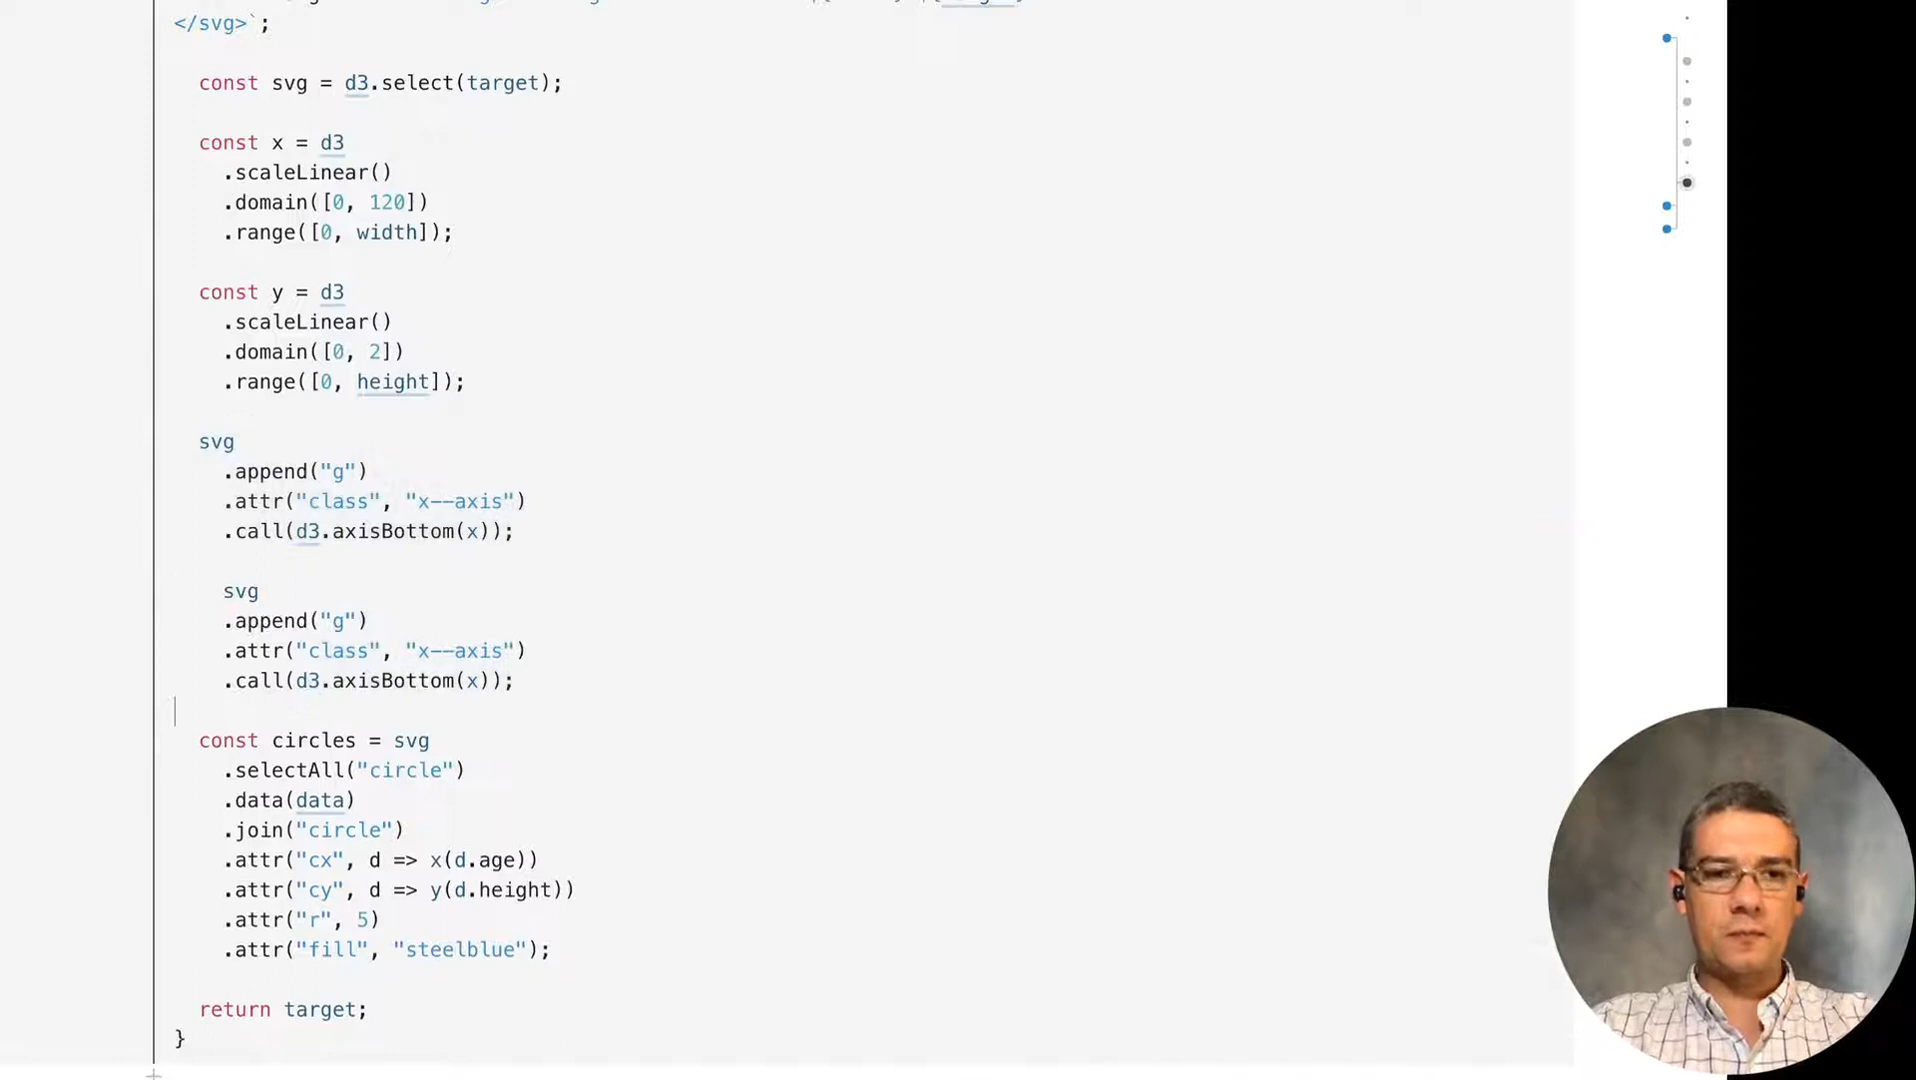 </svg>`;
const svg = d3.select(target);
const x = d3
.scaleLinear()
.domain([0, 120])
.range([0, width]);
const y = d3
.scaleLinear()
.domain([0, 2])
.range([0, height]);
svg
.append("g")
.attr("class", "x--axis")
.call(d3.axisBottom(x));
svg
.append("g")
.attr("class", "x--axis")
.call(d3.axisBottom(x));
const circles = svg
.selectAll("circle")
.data(data)
.join("circle")
.attr("cx", d => x(d.age))
.attr("cy", d => y(d.height))
.attr("r", 5)
.attr("fill", "steelblue");
return target;
}